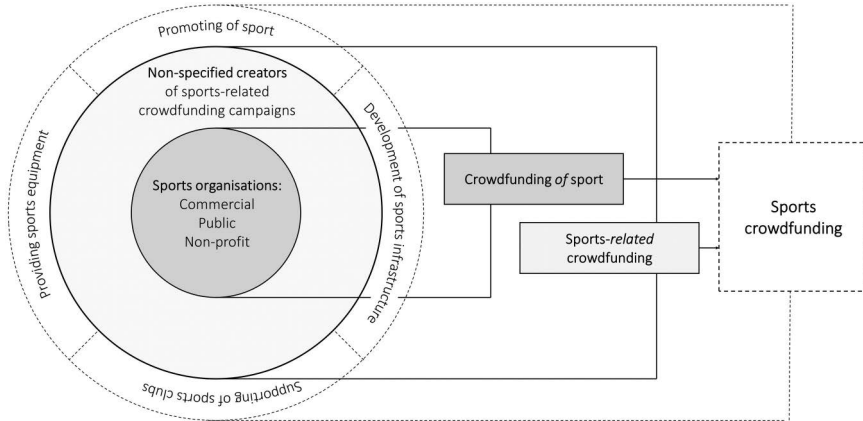 Promoting of sport
Non-specified creators
of sports-related
crowdfunding campaigns
Providing sports equipment
Development of sports infrastructure
Sports organisations:
Commercial
Public
Non-profit
Supporting of sports clubs
Crowdfunding of sport
Sports-related
crowdfunding
Sports
crowdfunding